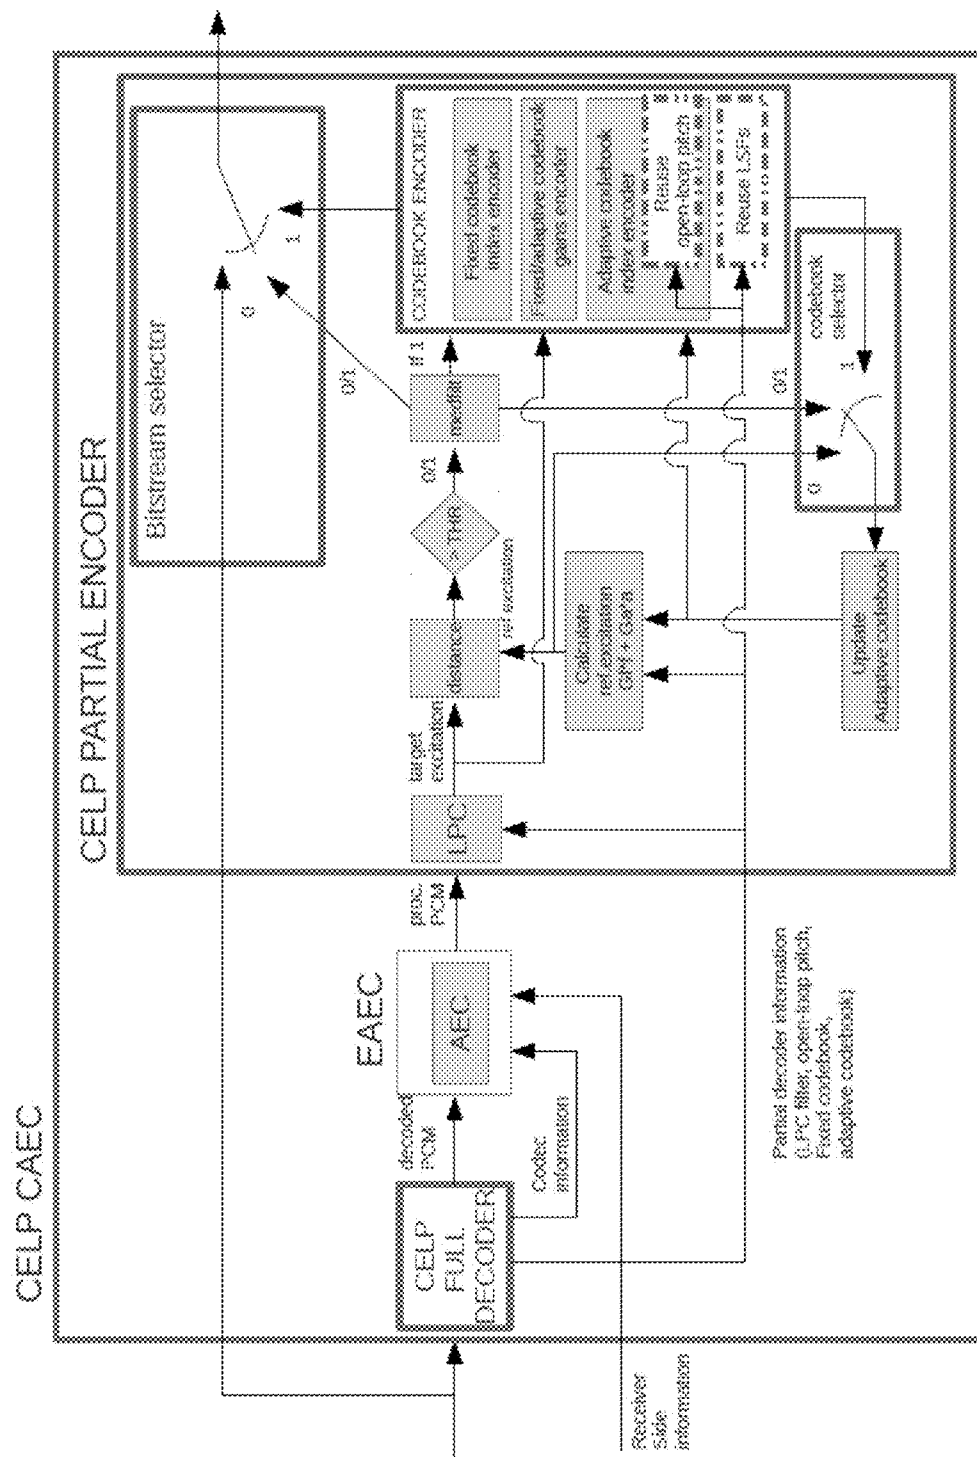 CELP CAEC
CELP PARTIAL ENCODER
Bitstream selector
0
1
0/1
EAEC
AEC
CELP
FULL
DECODER
decoded
PCM
Codec
information
proc.
PCM
LPC
target
excitation
distance
ref excitation
> THR
0/1
If 1
CODEBOOK ENCODER
Fixed codebook
index encoder
Fixed/adaptive codebook
gains encoder
Adaptive codebook
index encoder
Reuse
open-loop pitch
Reuse LSFs
Calculate
ref.excitation
Update
Adaptive codebook
codebook
selector
0
1
0/1
Partial decoder information
(LPC filter, open-loop pitch,
Fixed codebook,
adaptive codebook)
Receiver
Side
information